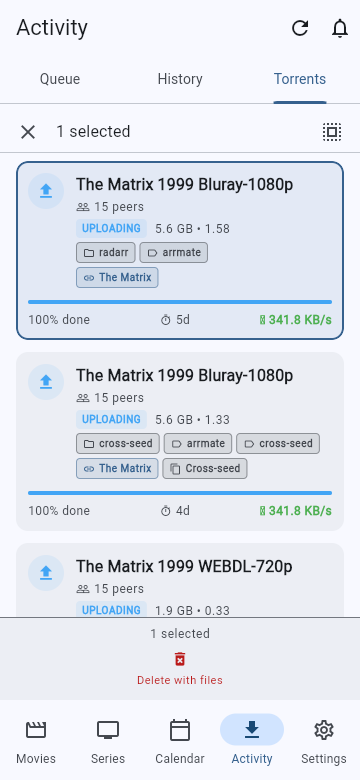 Activity
Queue
History
Torrents
1 selected
The Matrix 1999 Bluray-1080p
15 peers
UPLOADING 5.6 GB • 1.58
radarr arrmate
The Matrix
100% done 5d 341.8 KB/s
The Matrix 1999 Bluray-1080p
15 peers
UPLOADING 5.6 GB • 1.33
cross-seed arrmate cross-seed
The Matrix Cross-seed
100% done 4d 341.8 KB/s
The Matrix 1999 WEBDL-720p
15 peers
UPLOADING 1.9 GB • 0.33
1 selected
Delete with files
Movies Series Calendar Activity Settings